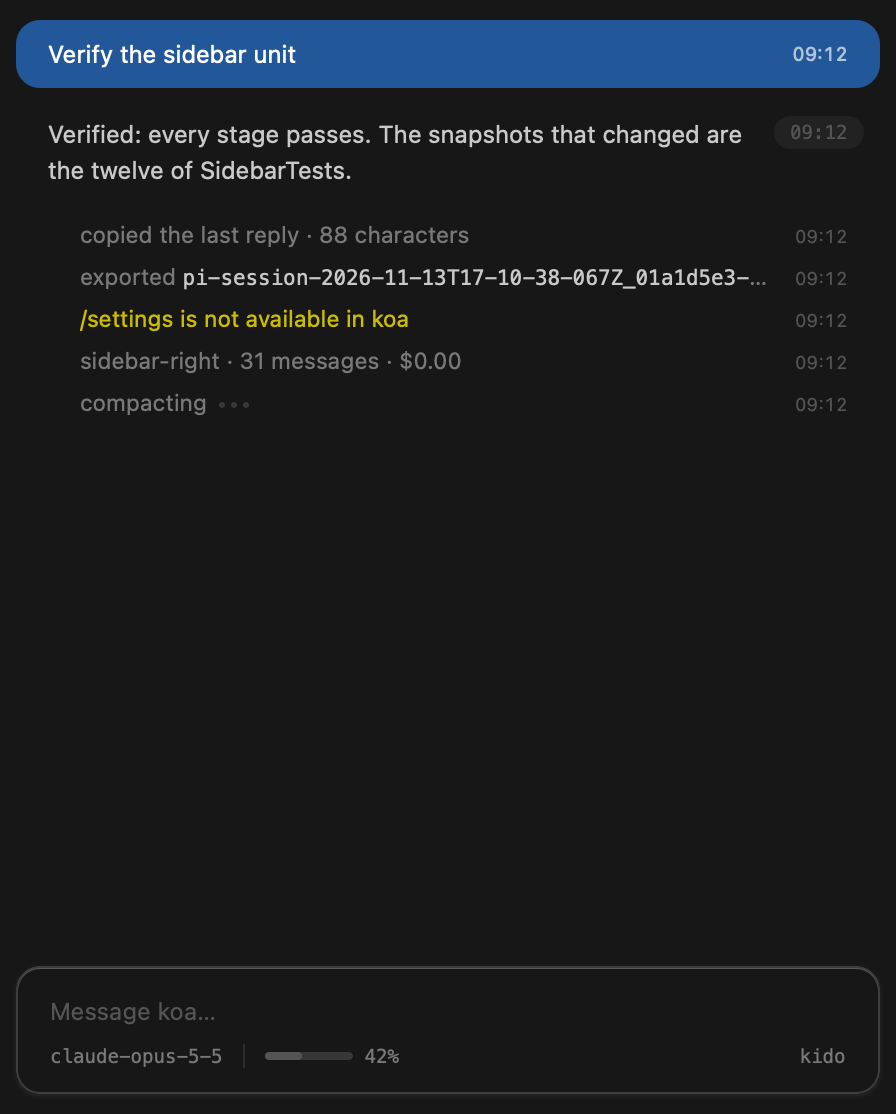 Verify the sidebar unit 09:12
Verified: every stage passes. The snapshots that changed are 09:12
the twelve of SidebarTests.
copied the last reply · 88 characters 09:12
exported pi-session-2026-11-13T17-10-38-067Z_01a1d5e3-… 09:12
/settings is not available in koa 09:12
sidebar-right · 31 messages · $0.00 09:12
compacting 09:12
Message koa…
claude-opus-5-5 42% kido